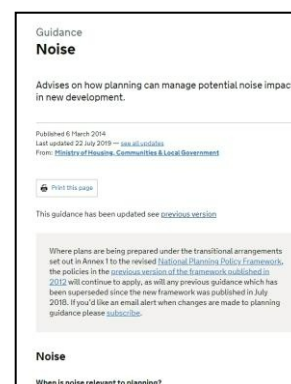 Guidance
Noise
Advises on how planning can manage potential noise impac
in new development.
Published 6 March 2014
Last updated 22 July 2019 — see all updates
From: Ministry of Housing, Communities & Local Government
Print this page
This guidance has been updated see previous version
Where plans are being prepared under the transitional arrangements
set out in Annex 1 to the revised National Planning Policy Framework,
the policies in the previous version of the framework published in
2012 will continue to apply, as will any previous guidance which has
been superseded since the new framework was published in July
2018. If you'd like an email alert when changes are made to planning
guidance please subscribe.
Noise
When is noise relevant to planning?